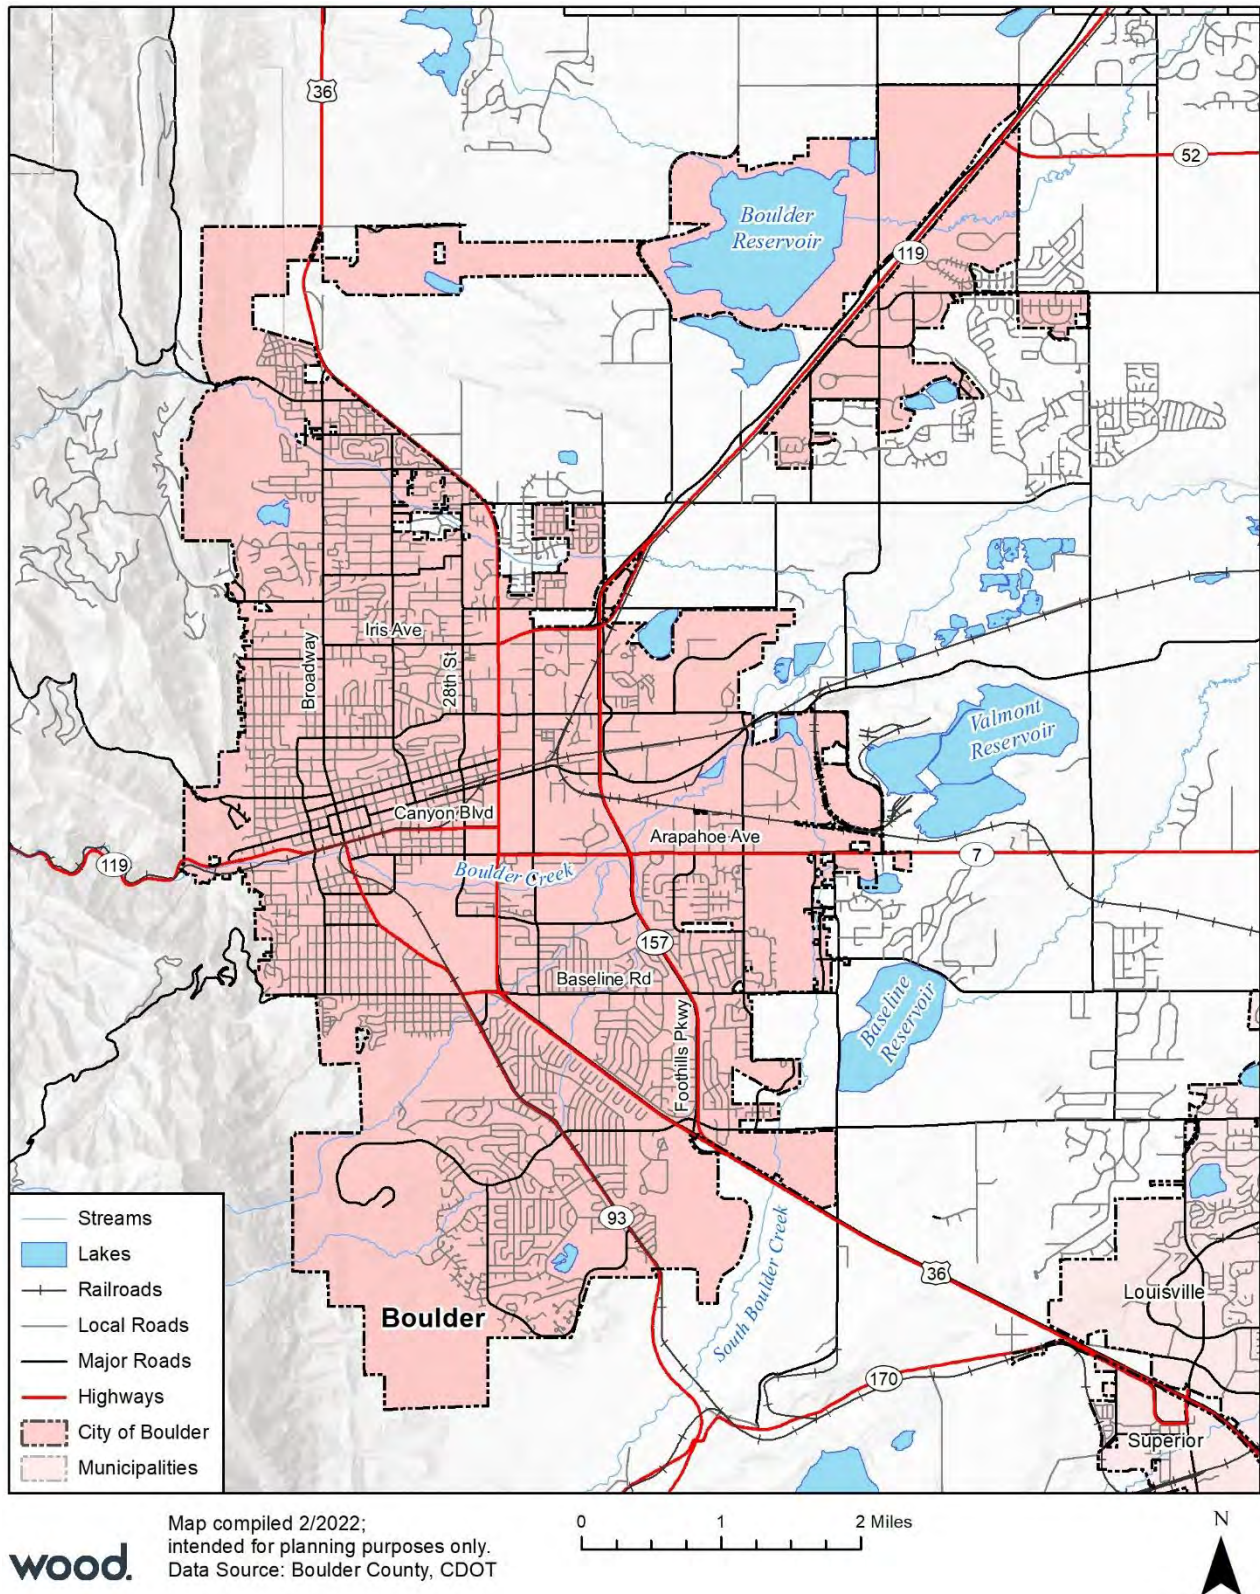 36
52
Boulder
Reservoir
119
Iris Ave
Broadway
28th St
Valmont
Reservoir
Canyon Blvd
Arapahoe Ave
119
7
Boulder Creek
157
Baseline Rd
Baseline
Reservoir
Foothills Pkwy
93
South Boulder Creek
36
Louisville
Boulder
170
Superior
Streams
Lakes
Railroads
Local Roads
Major Roads
Highways
City of Boulder
Municipalities
wood.
Map compiled 2/2022;
intended for planning purposes only.
Data Source: Boulder County, CDOT
0 1 2 Miles
N